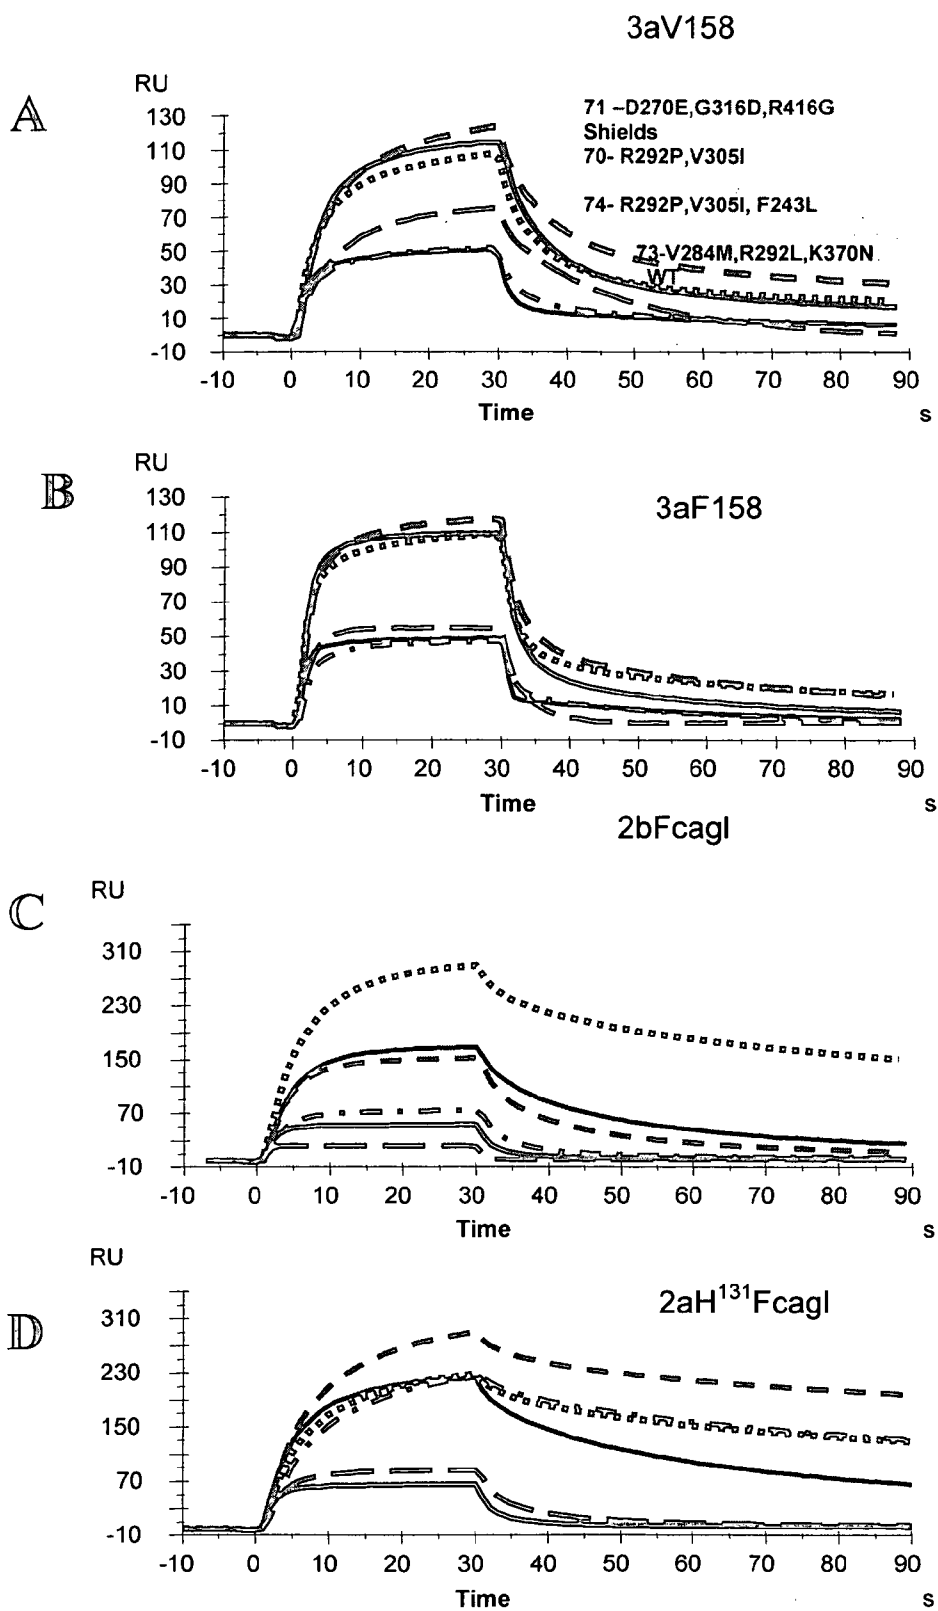 3aV158
A
RU
71 –D270E,G316D,R416G
Shields
70- R292P,V305I
74- R292P,V305I, F243L
73-V284M,R292L,K370N
WT
130
110
90
70
50
30
10
-10
-10 0 10 20 30 40 50 60 70 80 90
Time
s
B
RU
3aF158
130
110
90
70
50
30
10
-10
-10 0 10 20 30 40 50 60 70 80 90
Time
s
2bFcagl
C
RU
310
230
150
70
-10
-10 0 10 20 30 40 50 60 70 80 90
Time
s
D
RU
2aH¹³¹Fcagl
310
230
150
70
-10
-10 0 10 20 30 40 50 60 70 80 90
Time
s